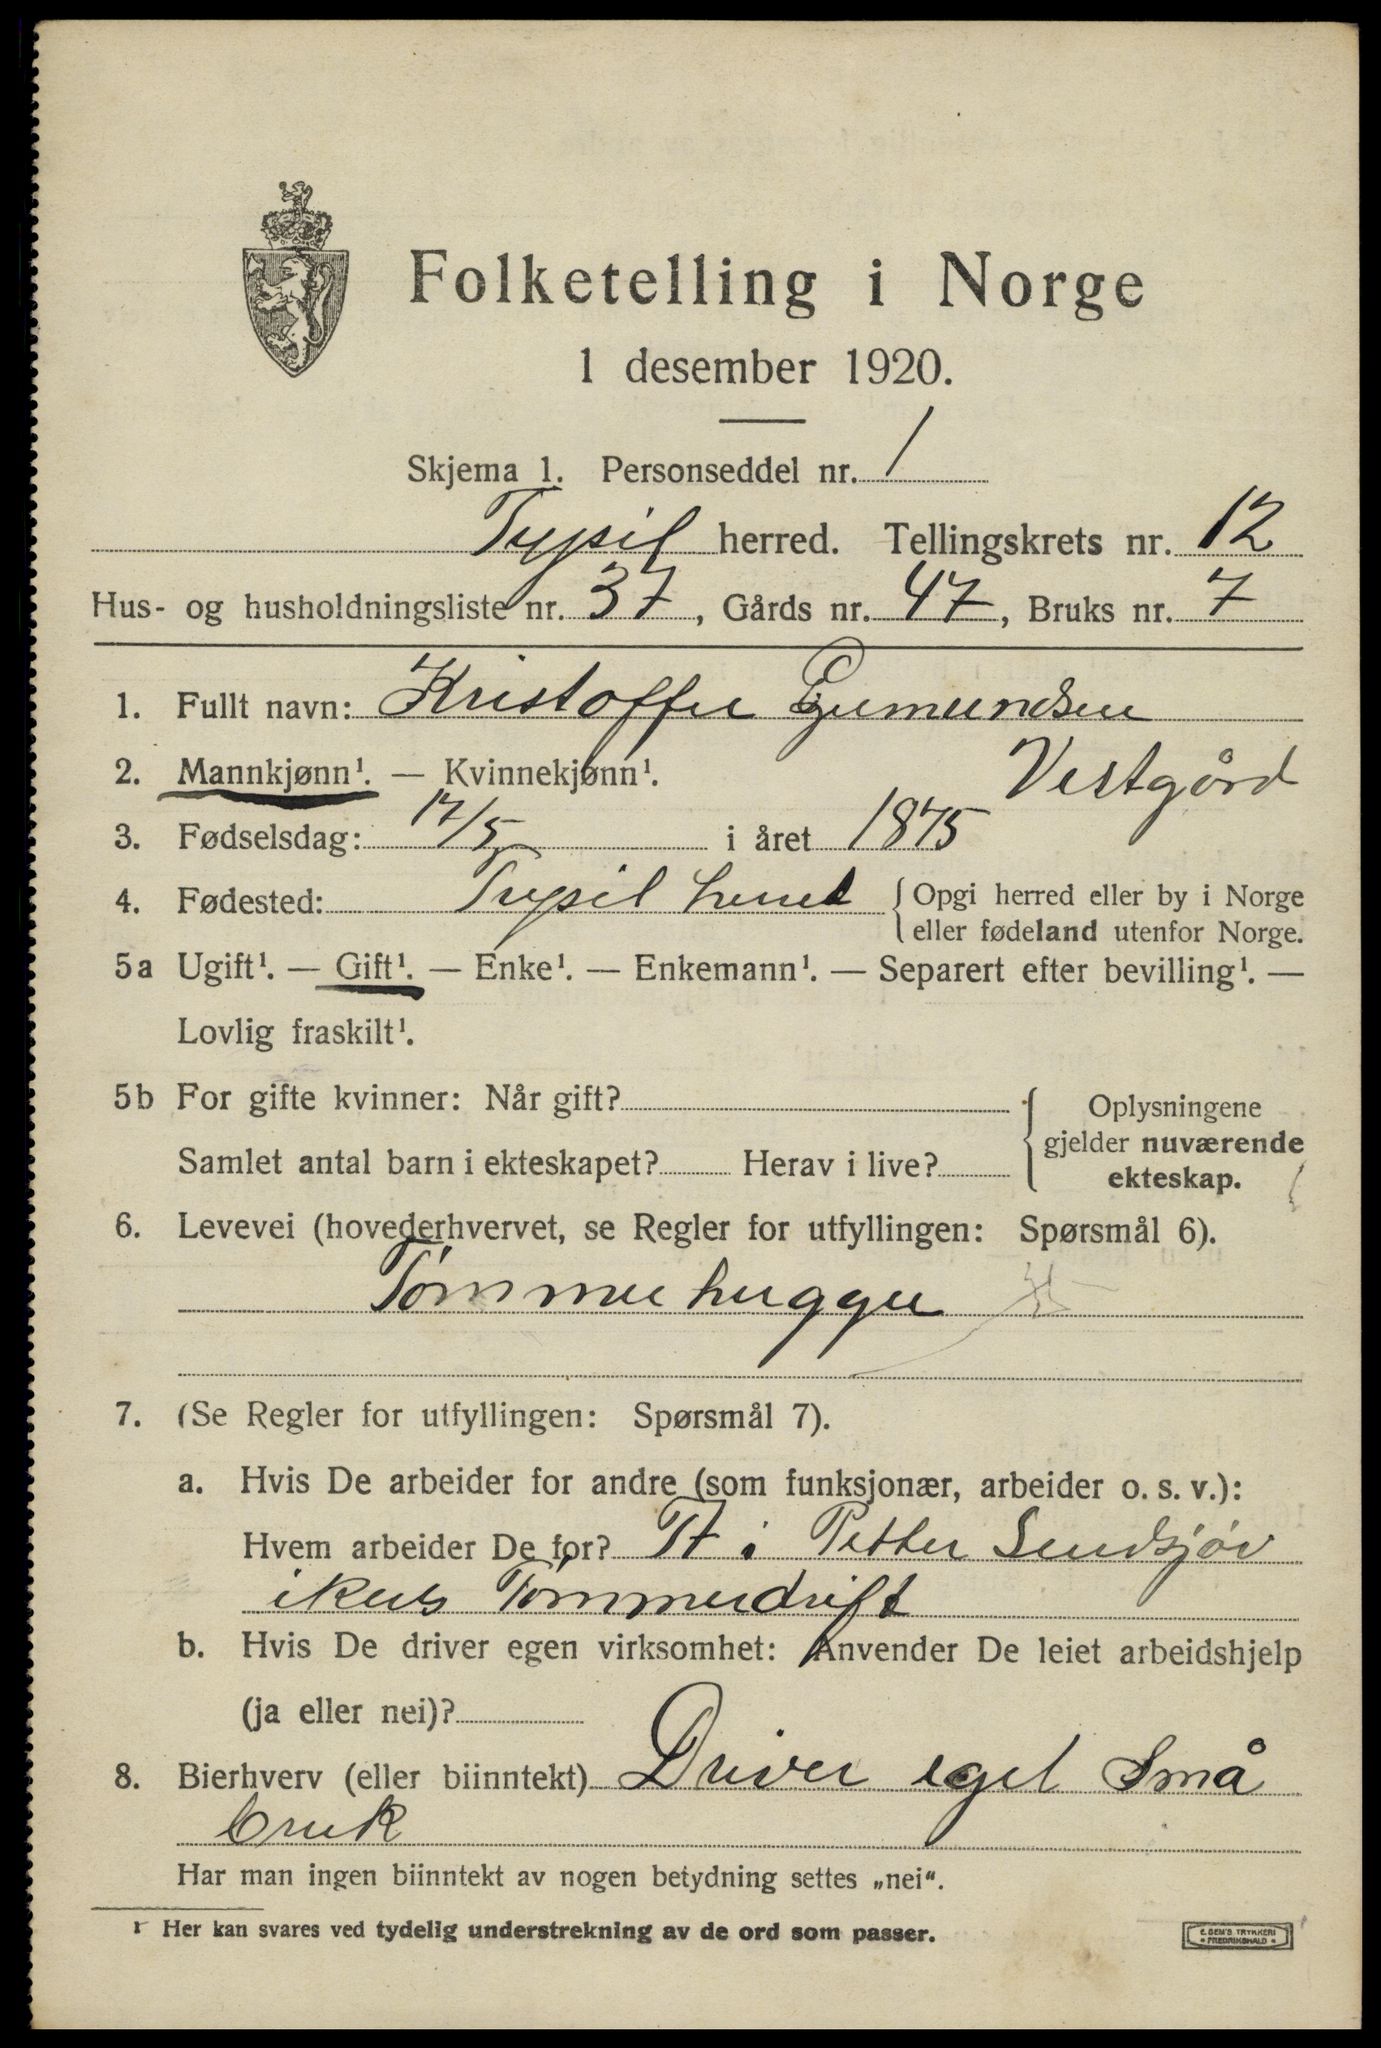 Folketelling i Norge
1 desember 1920.
Skjema 1. Personseddel nr. 1
Trysil herred. Tellingskrets nr. 12
Hus- og husholdningsliste nr. 37, Gårds nr. 47, Bruks nr. 7
1. Fullt navn: Kristoffer Gumundsen
2. Mannkjønn¹. — Kvinnekjønn¹. Vestgård
3. Fødselsdag: 17/5 i året 1875
4. Fødested: Trysil herred { Opgi herred eller by i Norge
eller fødeland utenfor Norge.
5a Ugift¹. — Gift¹. — Enke¹. — Enkemann¹. — Separert efter bevilling¹. —
Lovlig fraskilt¹.
5b For gifte kvinner: Når gift?
Samlet antal barn i ekteskapet? Herav i live?
Oplysningene
gjelder nuværende
ekteskap.
6. Levevei (hovederhvervet, se Regler for utfyllingen: Spørsmål 6).
Tømmerhugger
7. (Se Regler for utfyllingen: Spørsmål 7).
a. Hvis De arbeider for andre (som funksjonær, arbeider o. s. v.):
Hvem arbeider De for? i Petter
Tømmerdrift
b. Hvis De driver egen virksomhet: Anvender De leiet arbeidshjelp
(ja eller nei)?
8. Bierhverv (eller biinntekt) Driver eget Små
bruk
Har man ingen biinntekt av nogen betydning settes „nei“.
¹ Her kan svares ved tydelig understrekning av de ord som passer.
E. SEM'S TRYKKERI
• FREDRIKSHALD •